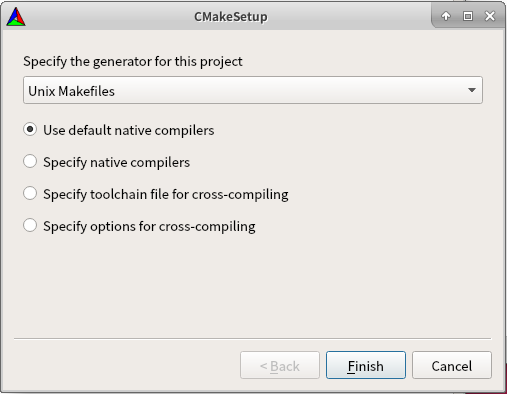 CMakeSetup
Specify the generator for this project
Unix Makefiles
Use default native compilers
Specify native compilers
Specify toolchain file for cross-compiling
Specify options for cross-compiling
< Back
Finish
Cancel